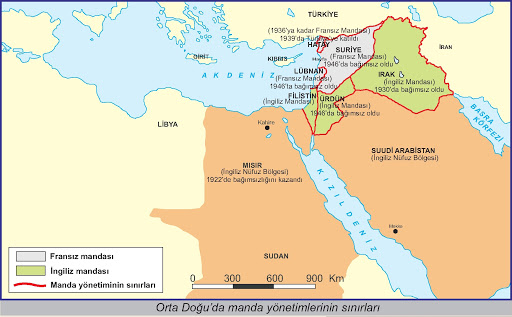 TÜRKİYE
(1936'ya kadar Fransız Mandası)
1939'da Türkiye'ye katıldı
HATAY
SURİYE
(Fransız Mandası)
1946'da bağımsız oldu
İRAN
GİRİT
KIBRIS
AKDENİZ
LÜBNAN
(Fransız Mandası)
1946'da bağımsız oldu
IRAK
(İngiliz Mandası)
1930'da bağımsız oldu
FİLİSTİN
(İngiliz Mandası)
ÜRDÜN
(İngiliz Mandası)
1946'da bağımsız oldu
BASRA
KÖRFEZİ
LİBYA
Kahire
SUUDİ ARABİSTAN
(İngiliz Nüfuz Bölgesi)
MISIR
(İngiliz Nüfuz Bölgesi)
1922'de bağımsızlığını kazandı
KIZILDENİZ
Mekke
SUDAN
Fransız mandası
İngiliz mandası
Manda yönetiminin sınırları
0 300 600 900 Km
Orta Doğu'da manda yönetimlerinin sınırları